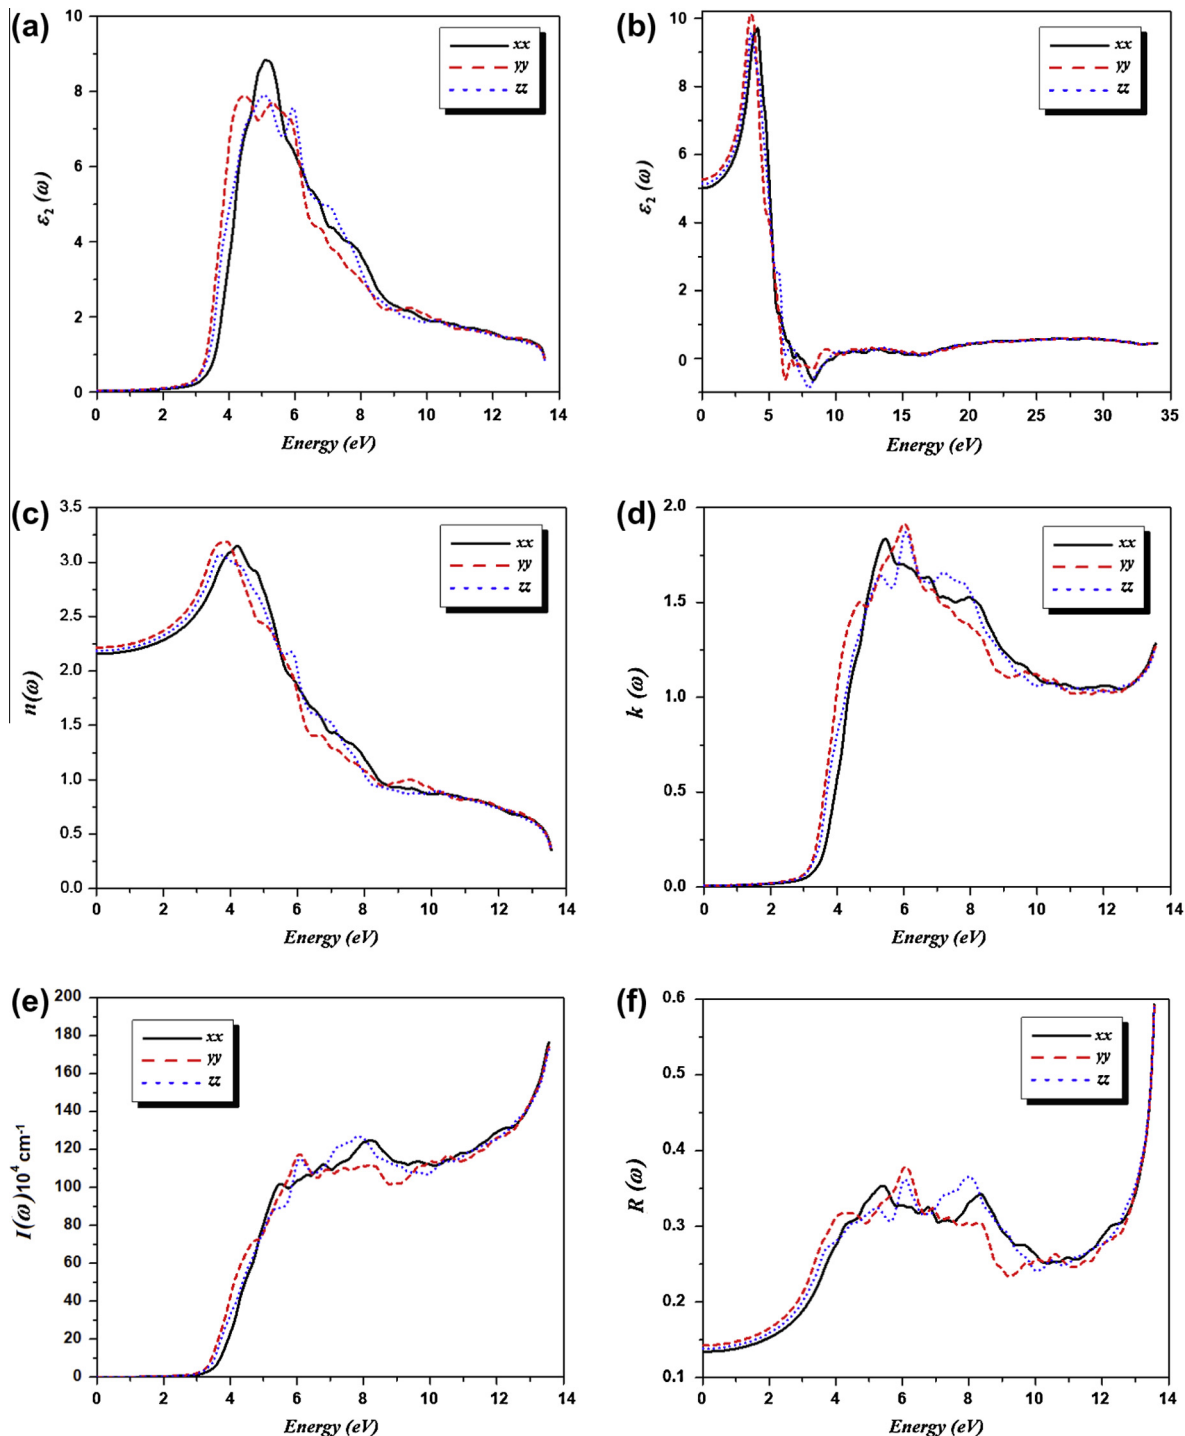 (a)
10
8
6
4
2
0
0 2 4 6 8 10 12 14
ε₂ (ω)
Energy (eV)
xx
yy
zz
(b)
10
8
6
4
2
0
0 5 10 15 20 25 30 35
ε₂ (ω)
Energy (eV)
xx
yy
zz
(c)
3.5
3.0
2.5
2.0
1.5
1.0
0.5
0.0
0 2 4 6 8 10 12 14
n(ω)
Energy (eV)
xx
yy
zz
(d)
2.0
1.5
1.0
0.5
0.0
0 2 4 6 8 10 12 14
k (ω)
Energy (eV)
xx
yy
zz
(e)
200
180
160
140
120
100
80
60
40
20
0
0 2 4 6 8 10 12 14
I(ω)10⁴ cm⁻¹
Energy (eV)
xx
yy
zz
(f)
0.6
0.5
0.4
0.3
0.2
0.1
0 2 4 6 8 10 12 14
R (ω)
Energy (eV)
xx
yy
zz